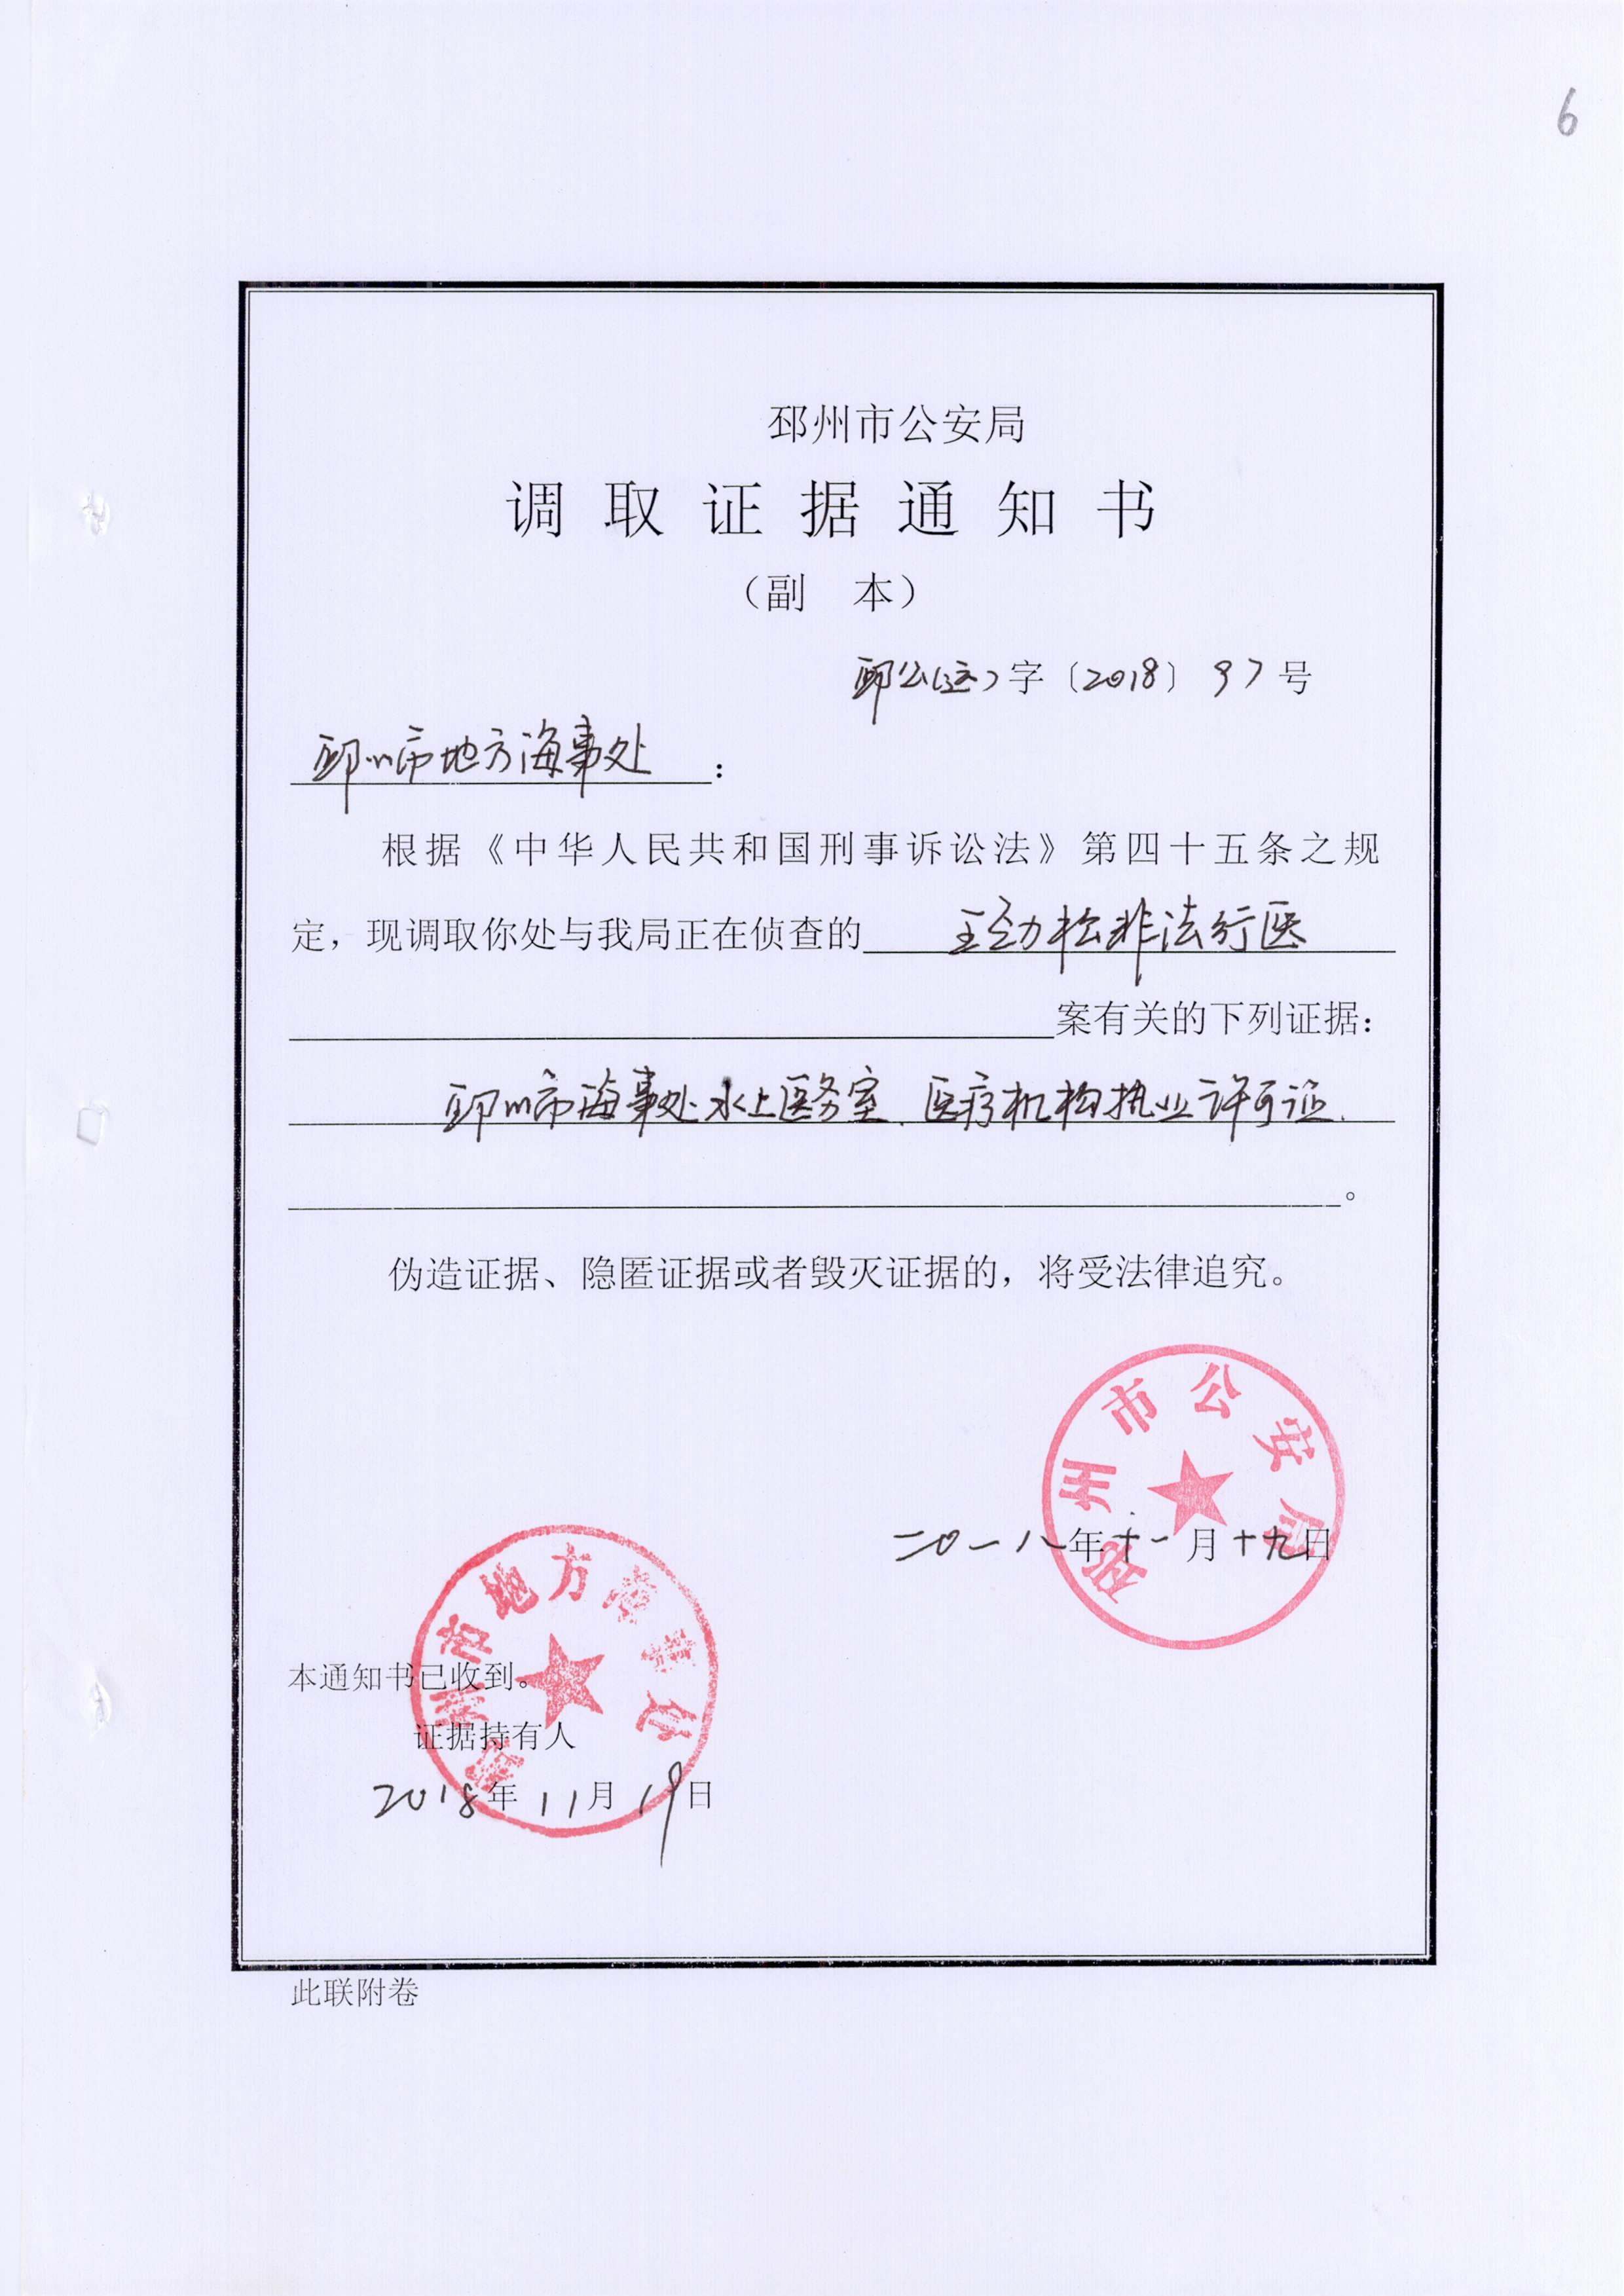 6
邳州市公安局
调取证据通知书
（副 本）
邳公(运)字〔2018〕97号
邳州市地方海事处：
根据《中华人民共和国刑事诉讼法》第四十五条之规
定，现调取你处与我局正在侦查的王劲松非法行医
案有关的下列证据：
邳州市海事处水上医务室、医疗机构执业许可证、
。
伪造证据、隐匿证据或者毁灭证据的，将受法律追究。
邳州市公安局
二〇一八年十一月十九日
邳州市地方海事处
本通知书已收到。
证据持有人
2018年11月19日
此联附卷